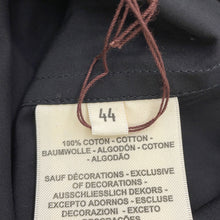 44
100% COTON - COTTON -
BAUMWOLLE - ALGODÓN - COTONE
- ALGODÃO
SAUF DÉCORATIONS - EXCLUSIVE
OF DECORATIONS -
AUSSCHLIESSLICH DEKORS -
EXCEPTO ADORNOS - ESCLUSE
DECORAZIONI - EXCETO
DECORAÇÕES